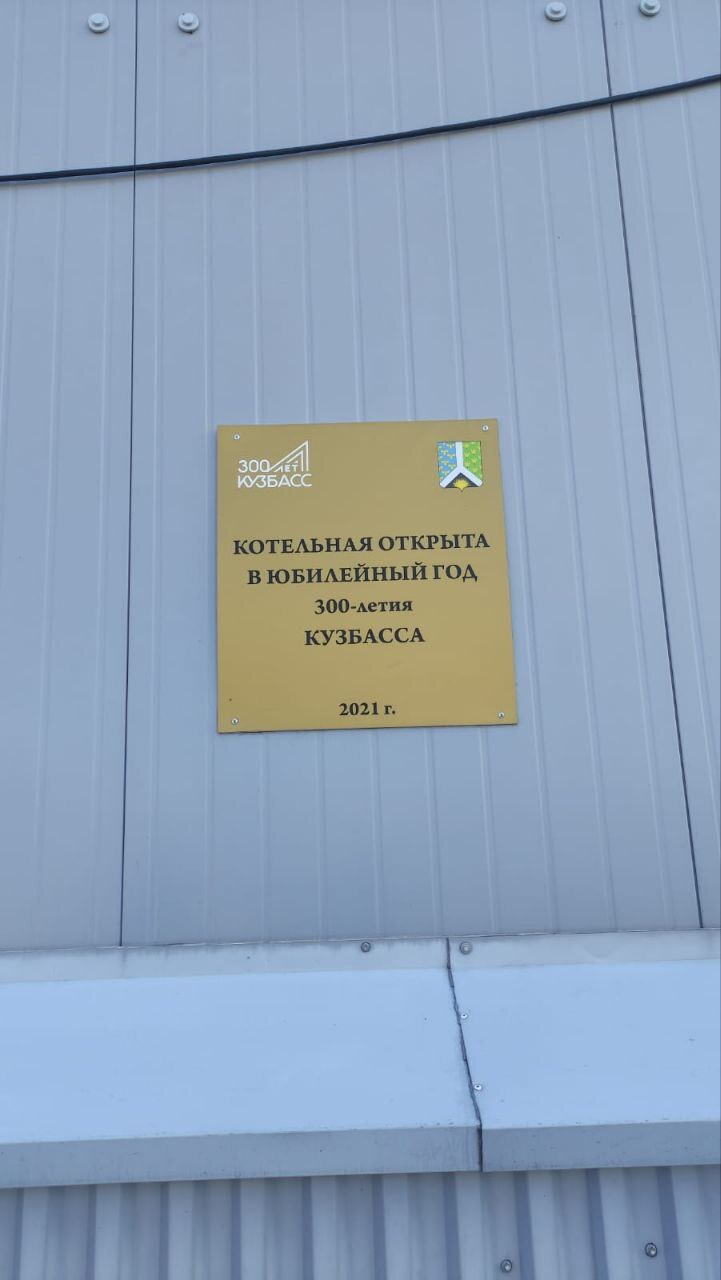 300 ЛЕТ
КУЗБАСС
КОТЕЛЬНАЯ ОТКРЫТА
В ЮБИЛЕЙНЫЙ ГОД
300-летия
КУЗБАССА
2021 г.